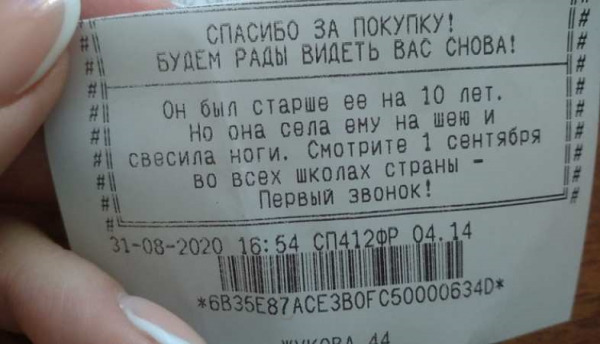 СПАСИБО ЗА ПОКУПКУ!
БУДЕМ РАДЫ ВИДЕТЬ ВАС СНОВА!
Он был старше ее на 10 лет.
Но она села ему на шею и
свесила ноги. Смотрите 1 сентября
во всех школах страны -
Первый звонок!
31-08-2020 16:54 СП412ФР 04.14
*6B35E87ACE3B0FC50000634D*
ЖУКОВА 44